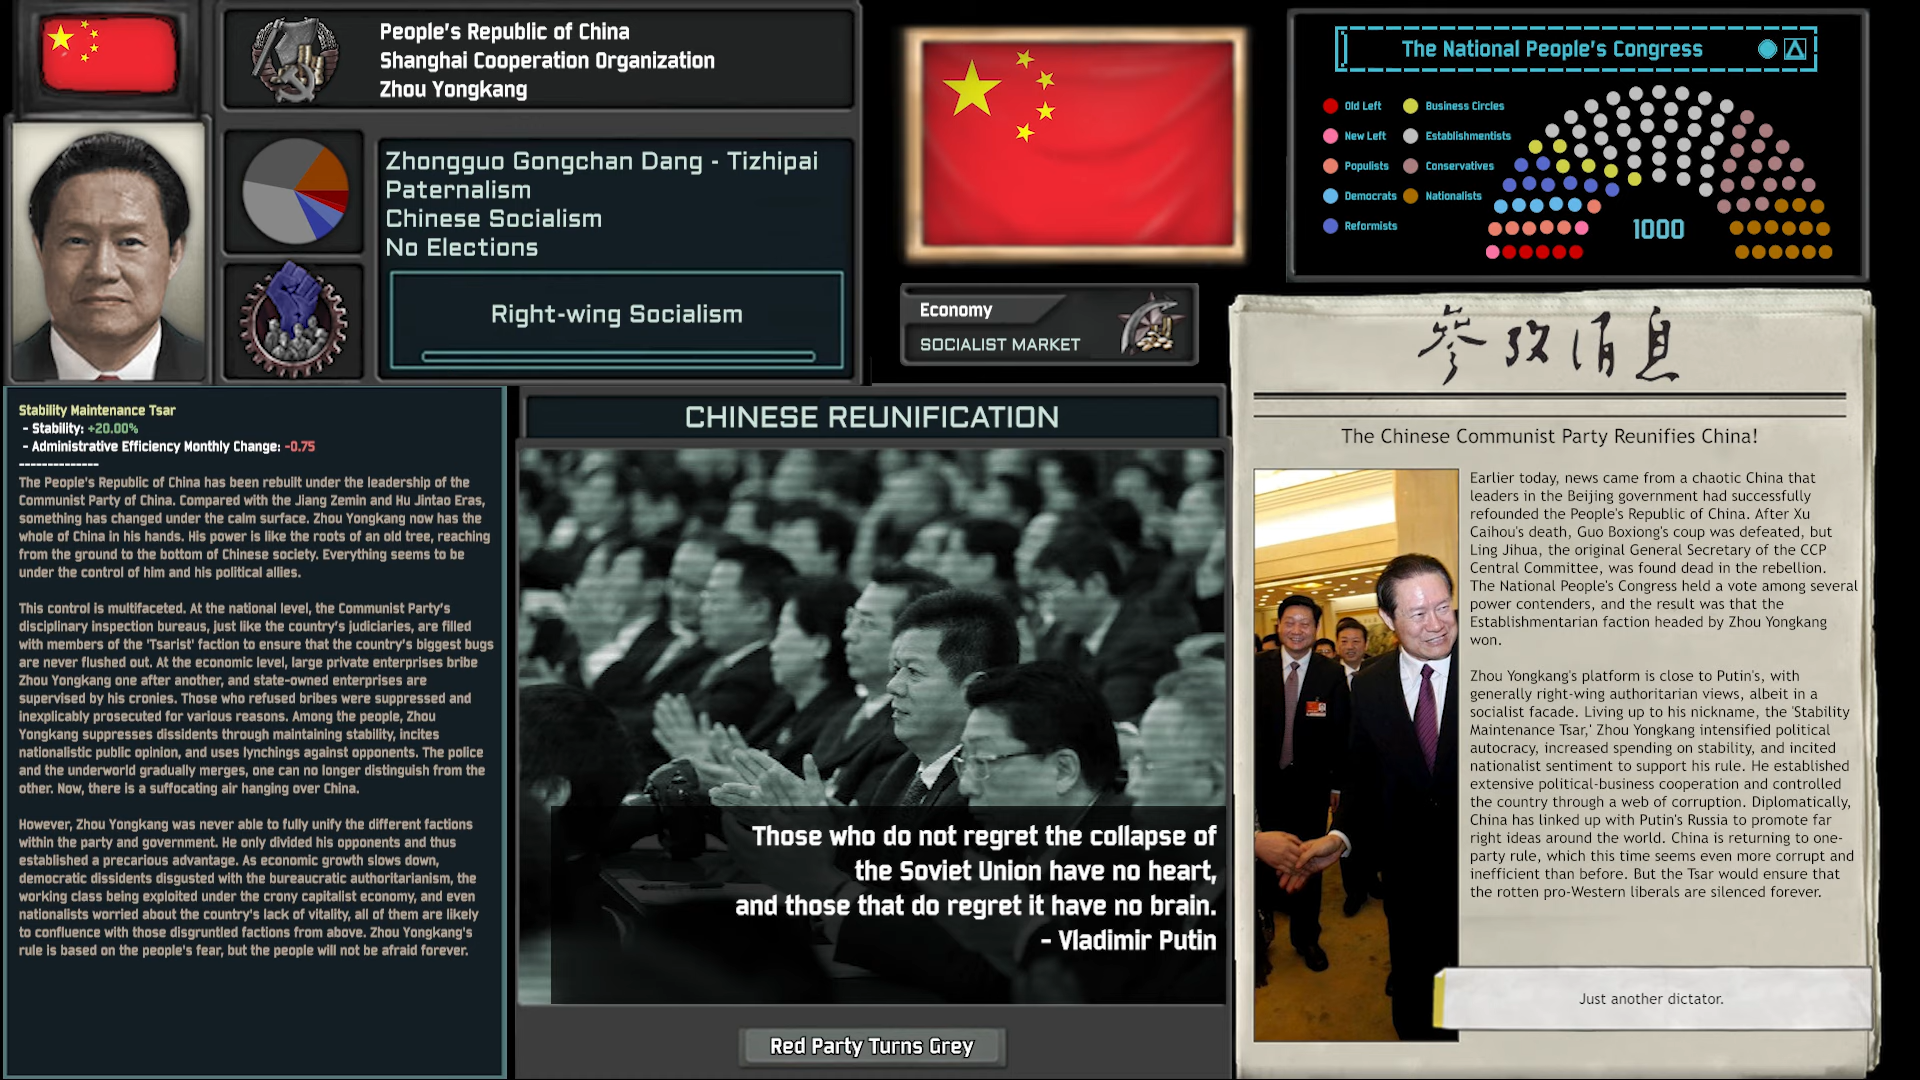 People's Republic of China
Shanghai Cooperation Organization
Zhou Yongkang
Zhongguo Gongchan Dang - Tizhipai
Paternalism
Chinese Socialism
No Elections
Right-wing Socialism
Economy
SOCIALIST MARKET
The National People's Congress
Old Left
Business Circles
New Left
Establishmentists
Populists
Conservatives
Democrats
Nationalists
Reformists
1000
Stability Maintenance Tsar
- Stability: +20.00%
- Administrative Efficiency Monthly Change: -0.75
--------------
The People's Republic of China has been rebuilt under the leadership of the
Communist Party of China. Compared with the Jiang Zemin and Hu Jintao Eras,
something has changed under the calm surface. Zhou Yongkang now has the
whole of China in his hands. His power is like the roots of an old tree, reaching
from the ground to the bottom of Chinese society. Everything seems to be
under the control of him and his political allies.
This control is multifaceted. At the national level, the Communist Party's
disciplinary inspection bureaus, just like the country's judiciaries, are filled
with members of the 'Tsarist' faction to ensure that the country's biggest bugs
are never flushed out. At the economic level, large private enterprises bribe
Zhou Yongkang one after another, and state-owned enterprises are
supervised by his cronies. Those who refused bribes were suppressed and
inexplicably prosecuted for various reasons. Among the people, Zhou
Yongkang suppresses dissidents through maintaining stability, incites
nationalistic public opinion, and uses lynchings against opponents. The police
and the underworld gradually merges, one can no longer distinguish from the
other. Now, there is a suffocating air hanging over China.
However, Zhou Yongkang was never able to fully unify the different factions
within the party and government. He only divided his opponents and thus
established a precarious advantage. As economic growth slows down,
democratic dissidents disgusted with the bureaucratic authoritarianism, the
working class being exploited under the crony capitalist economy, and even
nationalists worried about the country's lack of vitality, all of them are likely
to confluence with those disgruntled factions from above. Zhou Yongkang's
rule is based on the people's fear, but the people will not be afraid forever.
CHINESE REUNIFICATION
Those who do not regret the collapse of
the Soviet Union have no heart,
and those that do regret it have no brain.
- Vladimir Putin
Red Party Turns Grey
參攷消息
The Chinese Communist Party Reunifies China!
Earlier today, news came from a chaotic China that
leaders in the Beijing government had successfully
refounded the People's Republic of China. After Xu
Caihou's death, Guo Boxiong's coup was defeated, but
Ling Jihua, the original General Secretary of the CCP
Central Committee, was found dead in the rebellion.
The National People's Congress held a vote among several
power contenders, and the result was that the
Establishmentarian faction headed by Zhou Yongkang
won.
Zhou Yongkang's platform is close to Putin's, with
generally right-wing authoritarian views, albeit in a
socialist facade. Living up to his nickname, the 'Stability
Maintenance Tsar,' Zhou Yongkang intensified political
autocracy, increased spending on stability, and incited
nationalist sentiment to support his rule. He established
extensive political-business cooperation and controlled
the country through a web of corruption. Diplomatically,
China has linked up with Putin's Russia to promote far
right ideas around the world. China is returning to one-
party rule, which this time seems even more corrupt and
inefficient than before. But the Tsar would ensure that
the rotten pro-Western liberals are silenced forever.
Just another dictator.